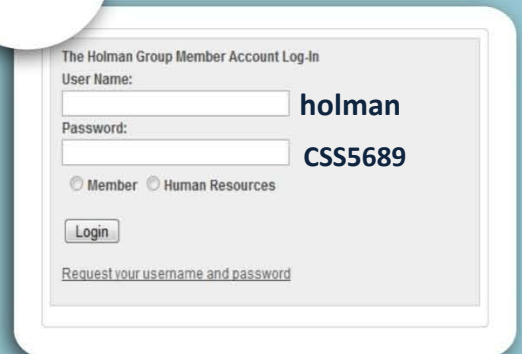 The Holman Group Member Account Log-In
User Name:
holman
Password:
CSS5689
Member Human Resources
Login
Request your username and password